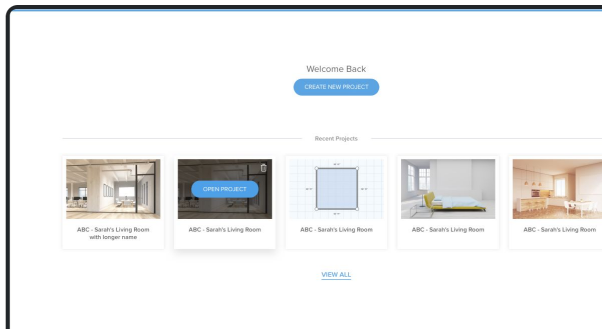 Welcome Back
CREATE NEW PROJECT
Recent Projects
OPEN PROJECT
ABC - Sarah's Living Room
with longer name
ABC - Sarah's Living Room
ABC - Sarah's Living Room
ABC - Sarah's Living Room
ABC - Sarah's Living Room
VIEW ALL